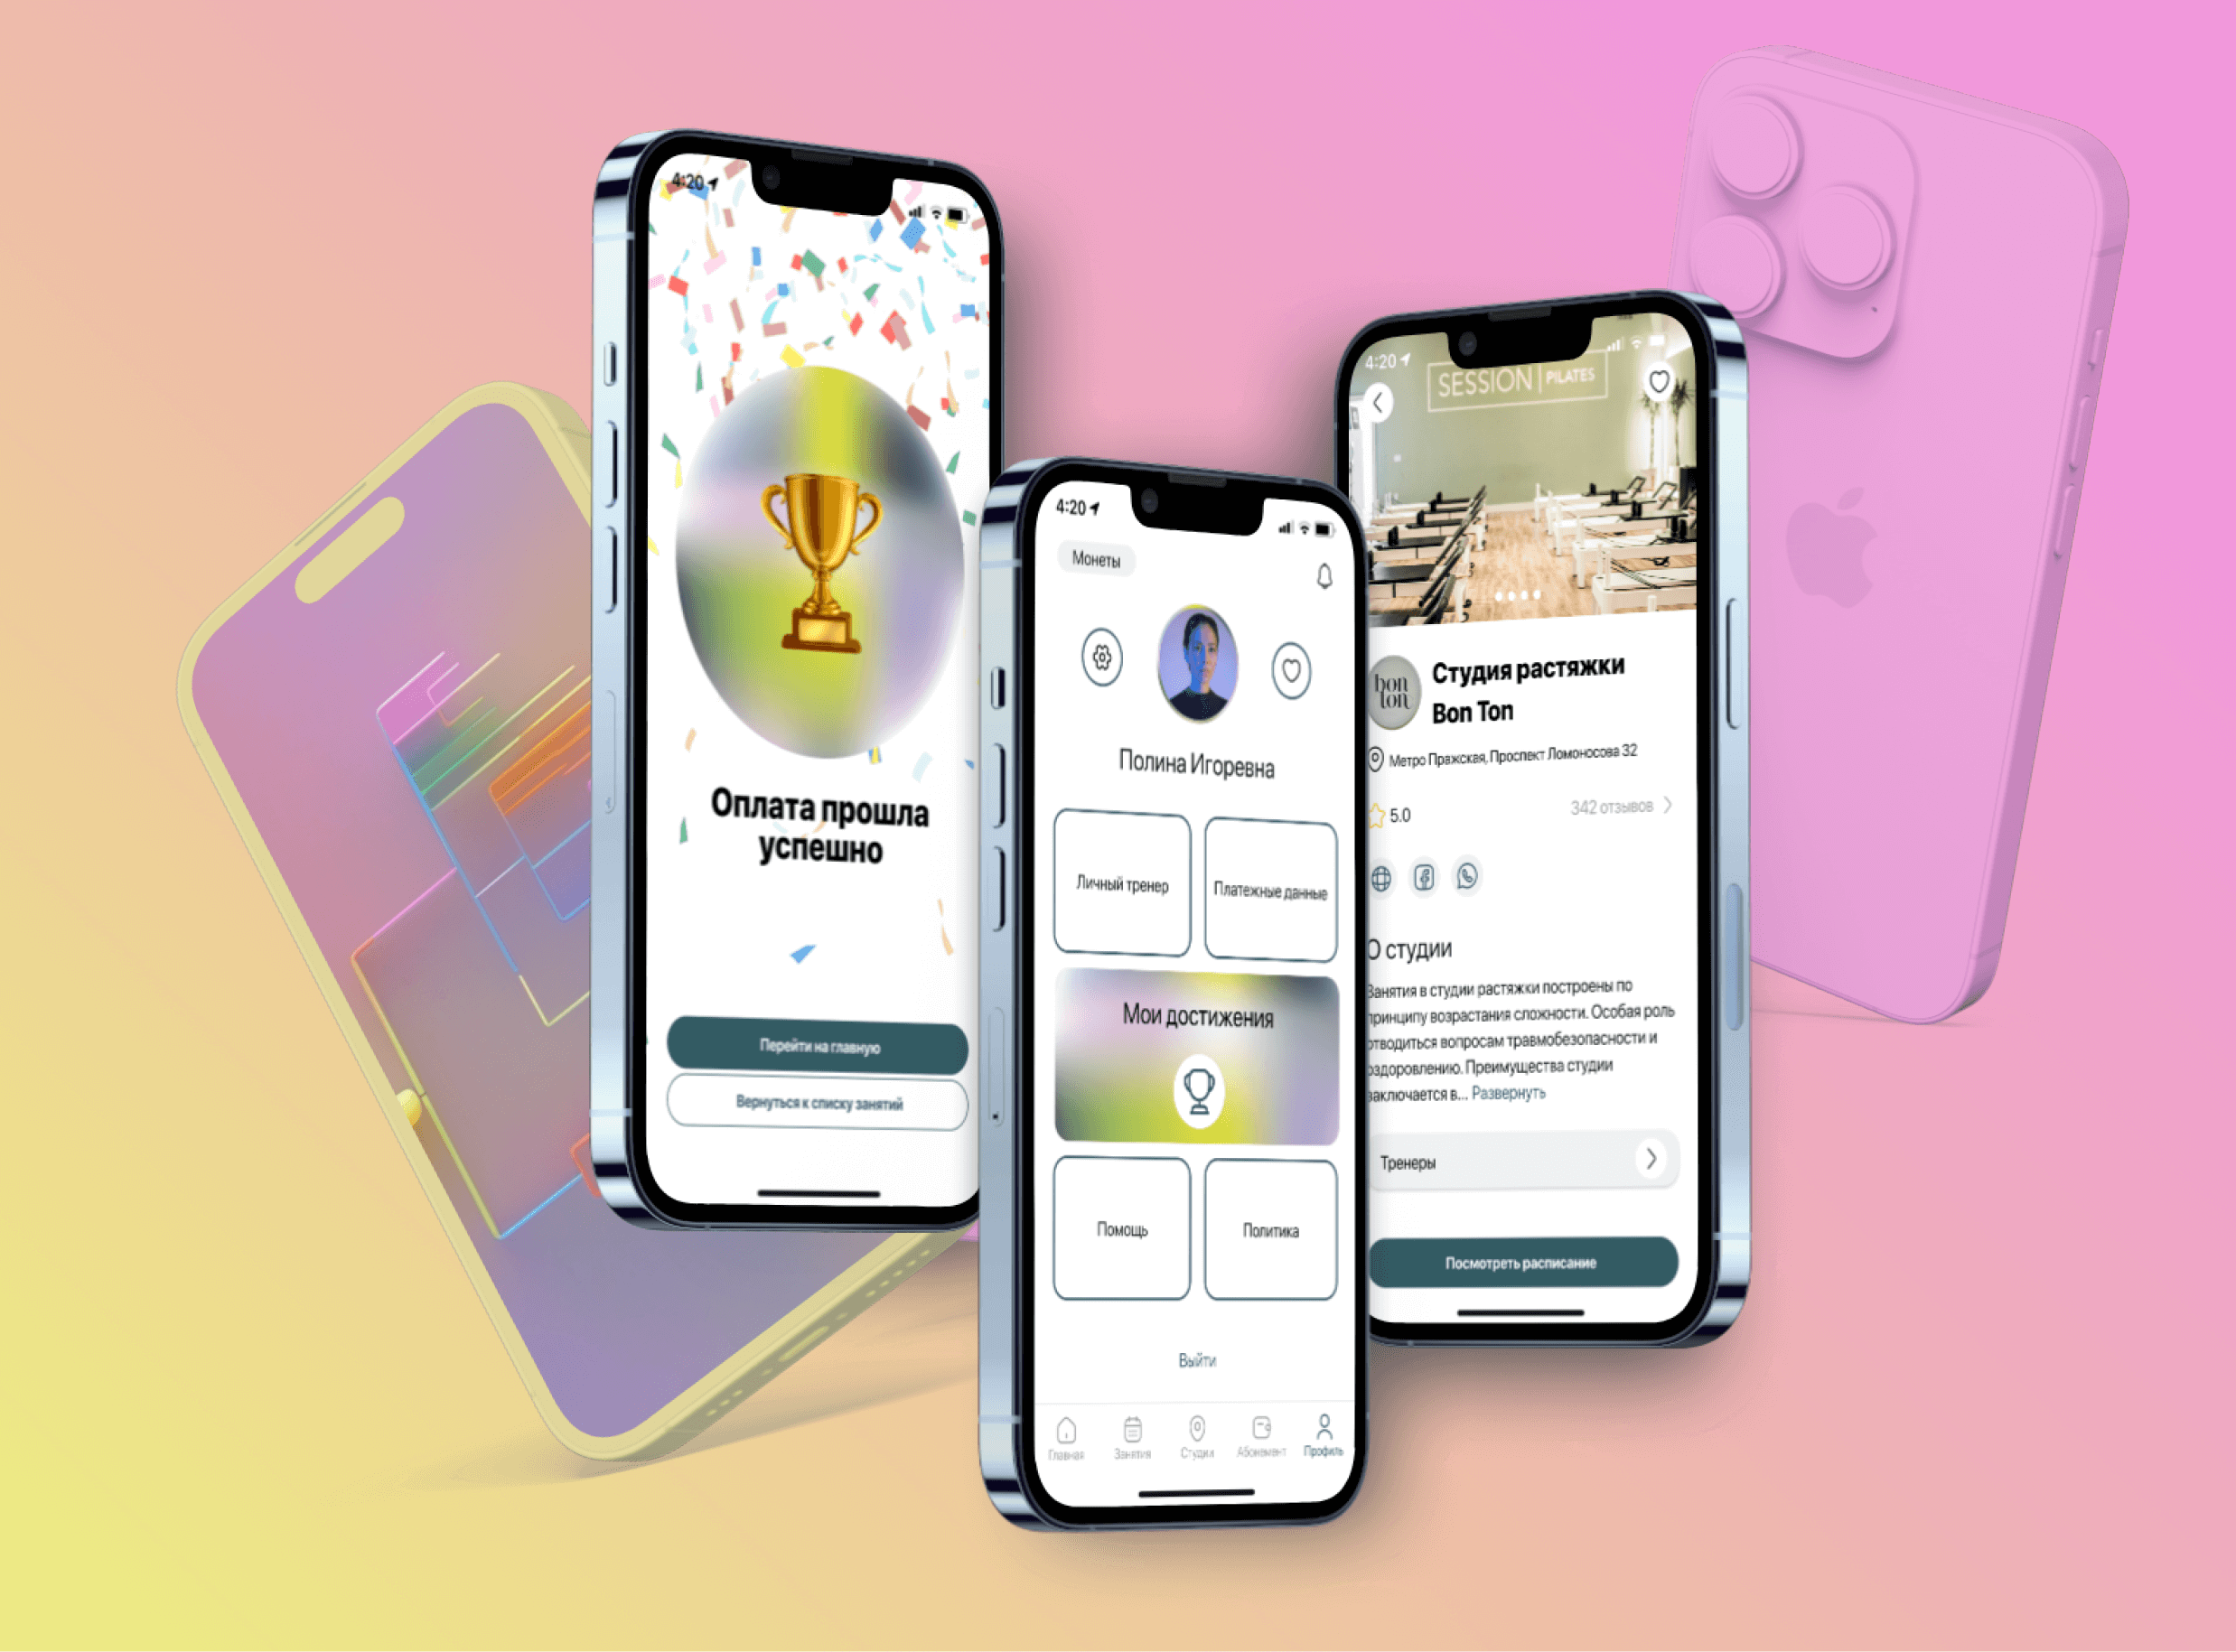 4:20
Оплата прошла
успешно
Перейти на главную
Вернуться к списку занятий
4:20
Монеты
Полина Игоревна
Личный тренер
Платежные данные
Мои достижения
Помощь
Политика
Выйти
Главная
Занятия
Студии
Абонемент
Профиль
4:20
SESSION | PILATES
bon
ton
Студия растяжки
Bon Ton
Метро Пражская, Проспект Ломоносова 32
5.0
342 отзывов
О студии
Занятия в студии растяжки построены по
принципу возрастания сложности. Особая роль
отводиться вопросам травмобезопасности и
оздоровлению. Преимущества студии
заключается в... Развернуть
Тренеры
Посмотреть расписание